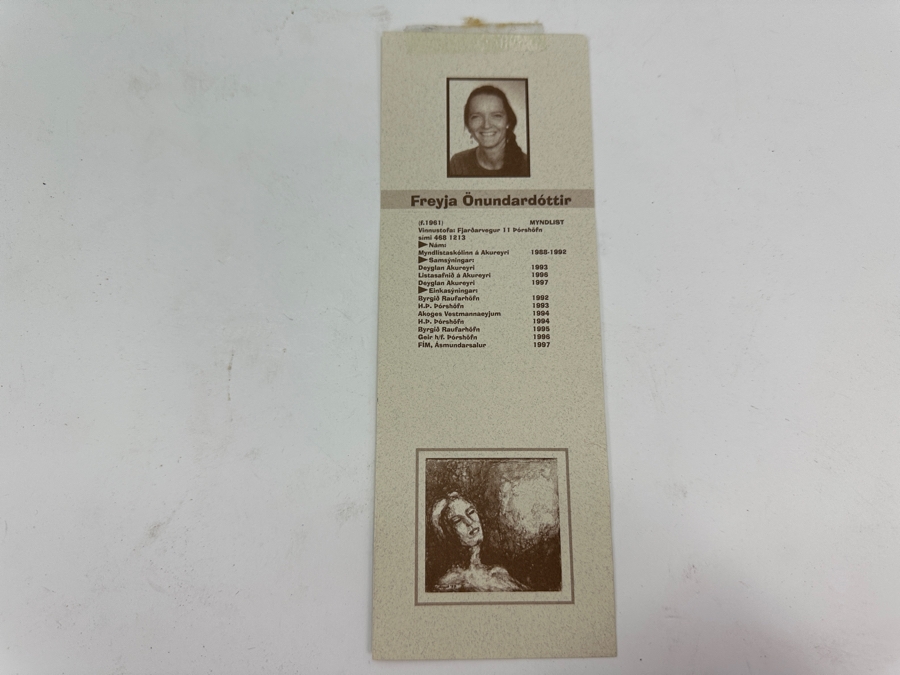 Freyja Önundardóttir
(f.1961) MYNDLIST
Vinnustofa: Fjarðarvegur 11 Þórshöfn
sími 468 1213
Nám:
Myndlistaskólinn á Akureyri 1988-1992
Samsýningar:
Deyglan Akureyri 1993
Listasafnið á Akureyri 1996
Deyglan Akureyri 1997
Einkasýningar:
Byrgið Raufarhöfn 1992
H.Þ. Þórshöfn 1993
Akoges Vestmannaeyjum 1994
H.Þ. Þórshöfn 1994
Byrgið Raufarhöfn 1995
Geir h/f. Þórshöfn 1996
FÍM, Ásmundarsalur 1997